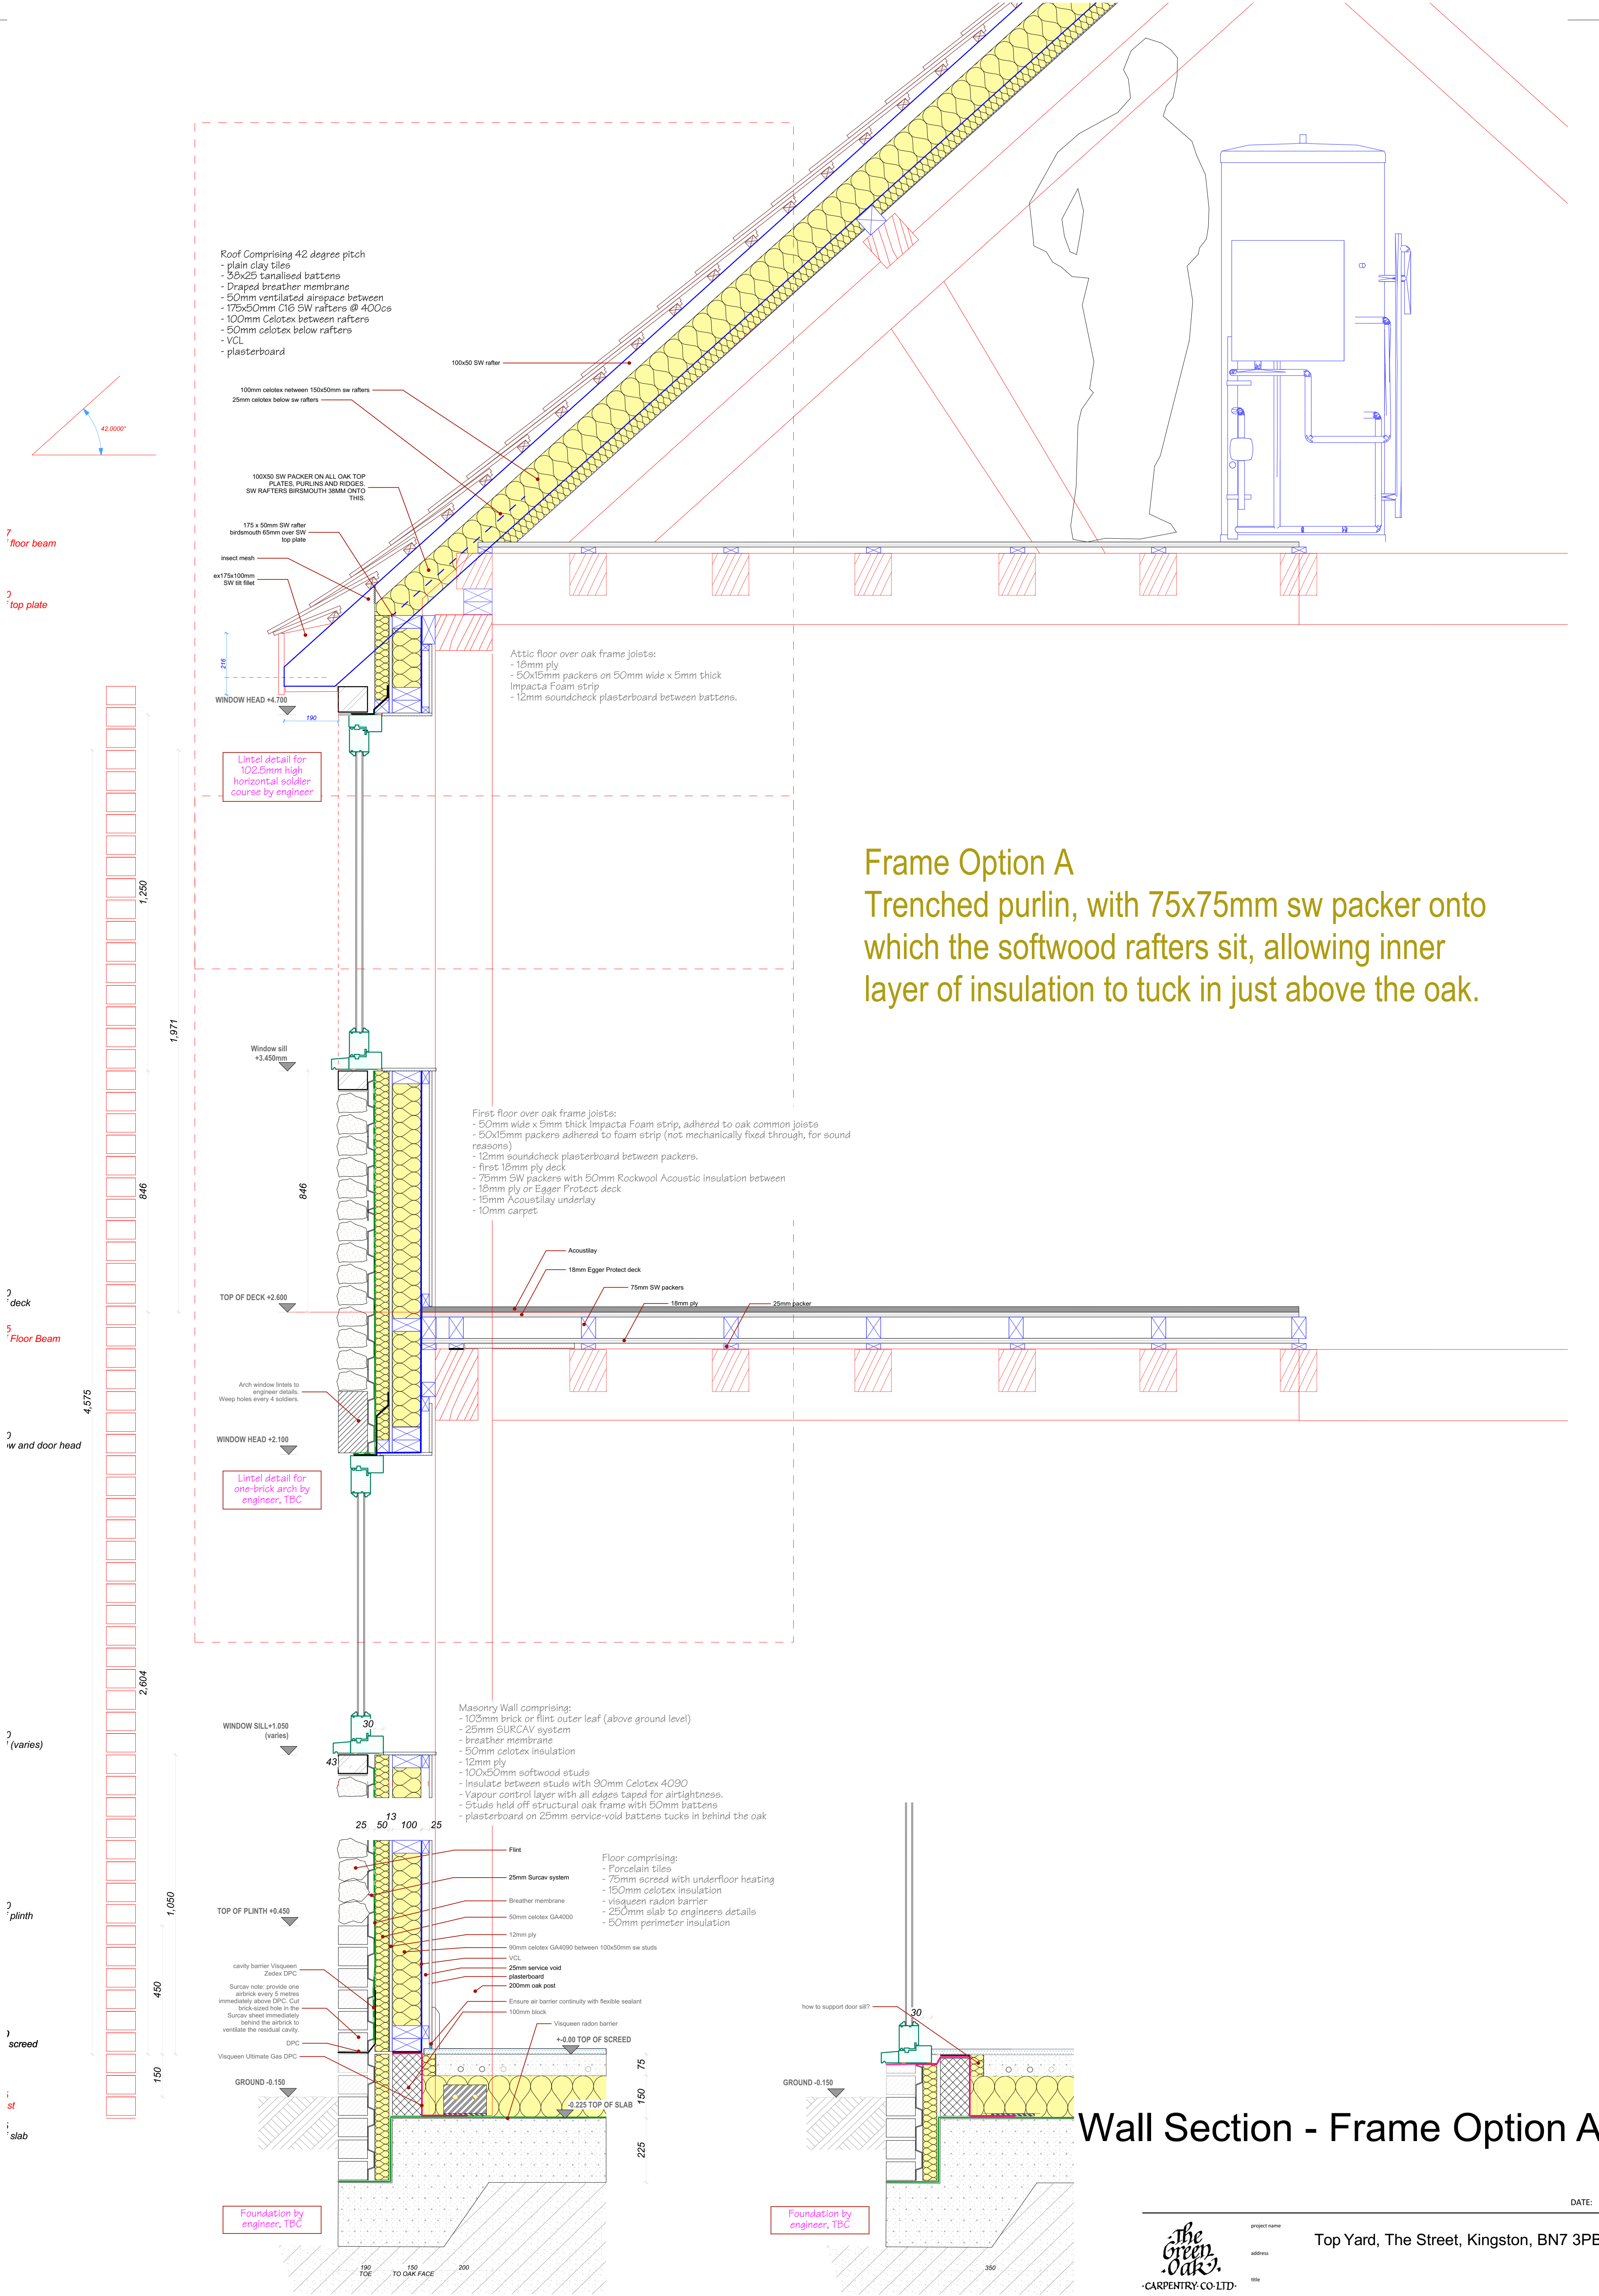 Roof Comprising 42 degree pitch
- plain clay tiles
- 38x25 tanalised battens
- Draped breather membrane
- 50mm ventilated airspace between
- 175x50mm C16 SW rafters @ 400cs
- 100mm Celotex between rafters
- 50mm celotex below rafters
- VCL
- plasterboard
100x50 SW rafter
100mm celotex netween 150x50mm sw rafters
25mm celotex below sw rafters
42.0000°
100X50 SW PACKER ON ALL OAK TOP
PLATES, PURLINS AND RIDGES.
SW RAFTERS BIRSMOUTH 38MM ONTO
THIS.
175 x 50mm SW rafter
birdsmouth 65mm over SW
top plate
insect mesh
ex175x100mm
SW tilt fillet
7
floor beam
0
top plate
216
WINDOW HEAD +4.700
190
Attic floor over oak frame joists:
- 18mm ply
- 50x15mm packers on 50mm wide x 5mm thick
Impacta Foam strip
- 12mm soundcheck plasterboard between battens.
Lintel detail for
102.5mm high
horizontal soldier
course by engineer
Frame Option A
Trenched purlin, with 75x75mm sw packer onto
which the softwood rafters sit, allowing inner
layer of insulation to tuck in just above the oak.
1,250
1,971
Window sill
+3.450mm
First floor over oak frame joists:
- 50mm wide x 5mm thick Impacta Foam strip, adhered to oak common joists
- 50x15mm packers adhered to foam strip (not mechanically fixed through, for sound
reasons)
- 12mm soundcheck plasterboard between packers.
- first 18mm ply deck
- 75mm SW packers with 50mm Rockwool Acoustic insulation between
- 18mm ply or Egger Protect deck
- 15mm Acoustilay underlay
- 10mm carpet
846
846
Acoustilay
18mm Egger Protect deck
75mm SW packers
18mm ply
25mm packer
TOP OF DECK +2.600
0
deck
5
Floor Beam
Arch window lintels to
engineer details.
Weep holes every 4 soldiers.
4,575
WINDOW HEAD +2.100
0
ow and door head
Lintel detail for
one-brick arch by
engineer, TBC
2,604
Masonry Wall comprising:
- 103mm brick or flint outer leaf (above ground level)
- 25mm SURCAV system
- breather membrane
- 50mm celotex insulation
- 12mm ply
- 100x50mm softwood studs
- Insulate between studs with 90mm Celotex 4090
- Vapour control layer with all edges taped for airtightness.
- Studs held off structural oak frame with 50mm battens
- plasterboard on 25mm service-void battens tucks in behind the oak
WINDOW SILL+1.050
(varies)
30
43
0
(varies)
13
25 50 100 25
Flint
25mm Surcav system
Breather membrane
50mm celotex GA4000
12mm ply
90mm celotex GA4090 between 100x50mm sw studs
VCL
25mm service void
plasterboard
200mm oak post
Ensure air barrier continuity with flexible sealant
100mm block
Visqueen radon barrier
Floor comprising:
- Porcelain tiles
- 75mm screed with underfloor heating
- 150mm celotex insulation
- visqueen radon barrier
- 250mm slab to engineers details
- 50mm perimeter insulation
1,050
TOP OF PLINTH +0.450
0
plinth
cavity barrier Visqueen
Zedex DPC
Surcav note: provide one
airbrick every 5 metres
immediately above DPC. Cut
brick-sized hole in the
Surcav sheet immediately
behind the airbrick to
ventilate the residual cavity.
DPC
Visqueen Ultimate Gas DPC
450
screed
+-0.00 TOP OF SCREED
how to support door sill?
30
75
150
150
225
GROUND -0.150
-0.225 TOP OF SLAB
GROUND -0.150
st
slab
Wall Section - Frame Option A
Foundation by
engineer, TBC
Foundation by
engineer, TBC
190
TOE
150
TO OAK FACE
200
350
DATE:
The
Green
Oak
CARPENTRY·CO·LTD
project name
Top Yard, The Street, Kingston, BN7 3PB
address
title